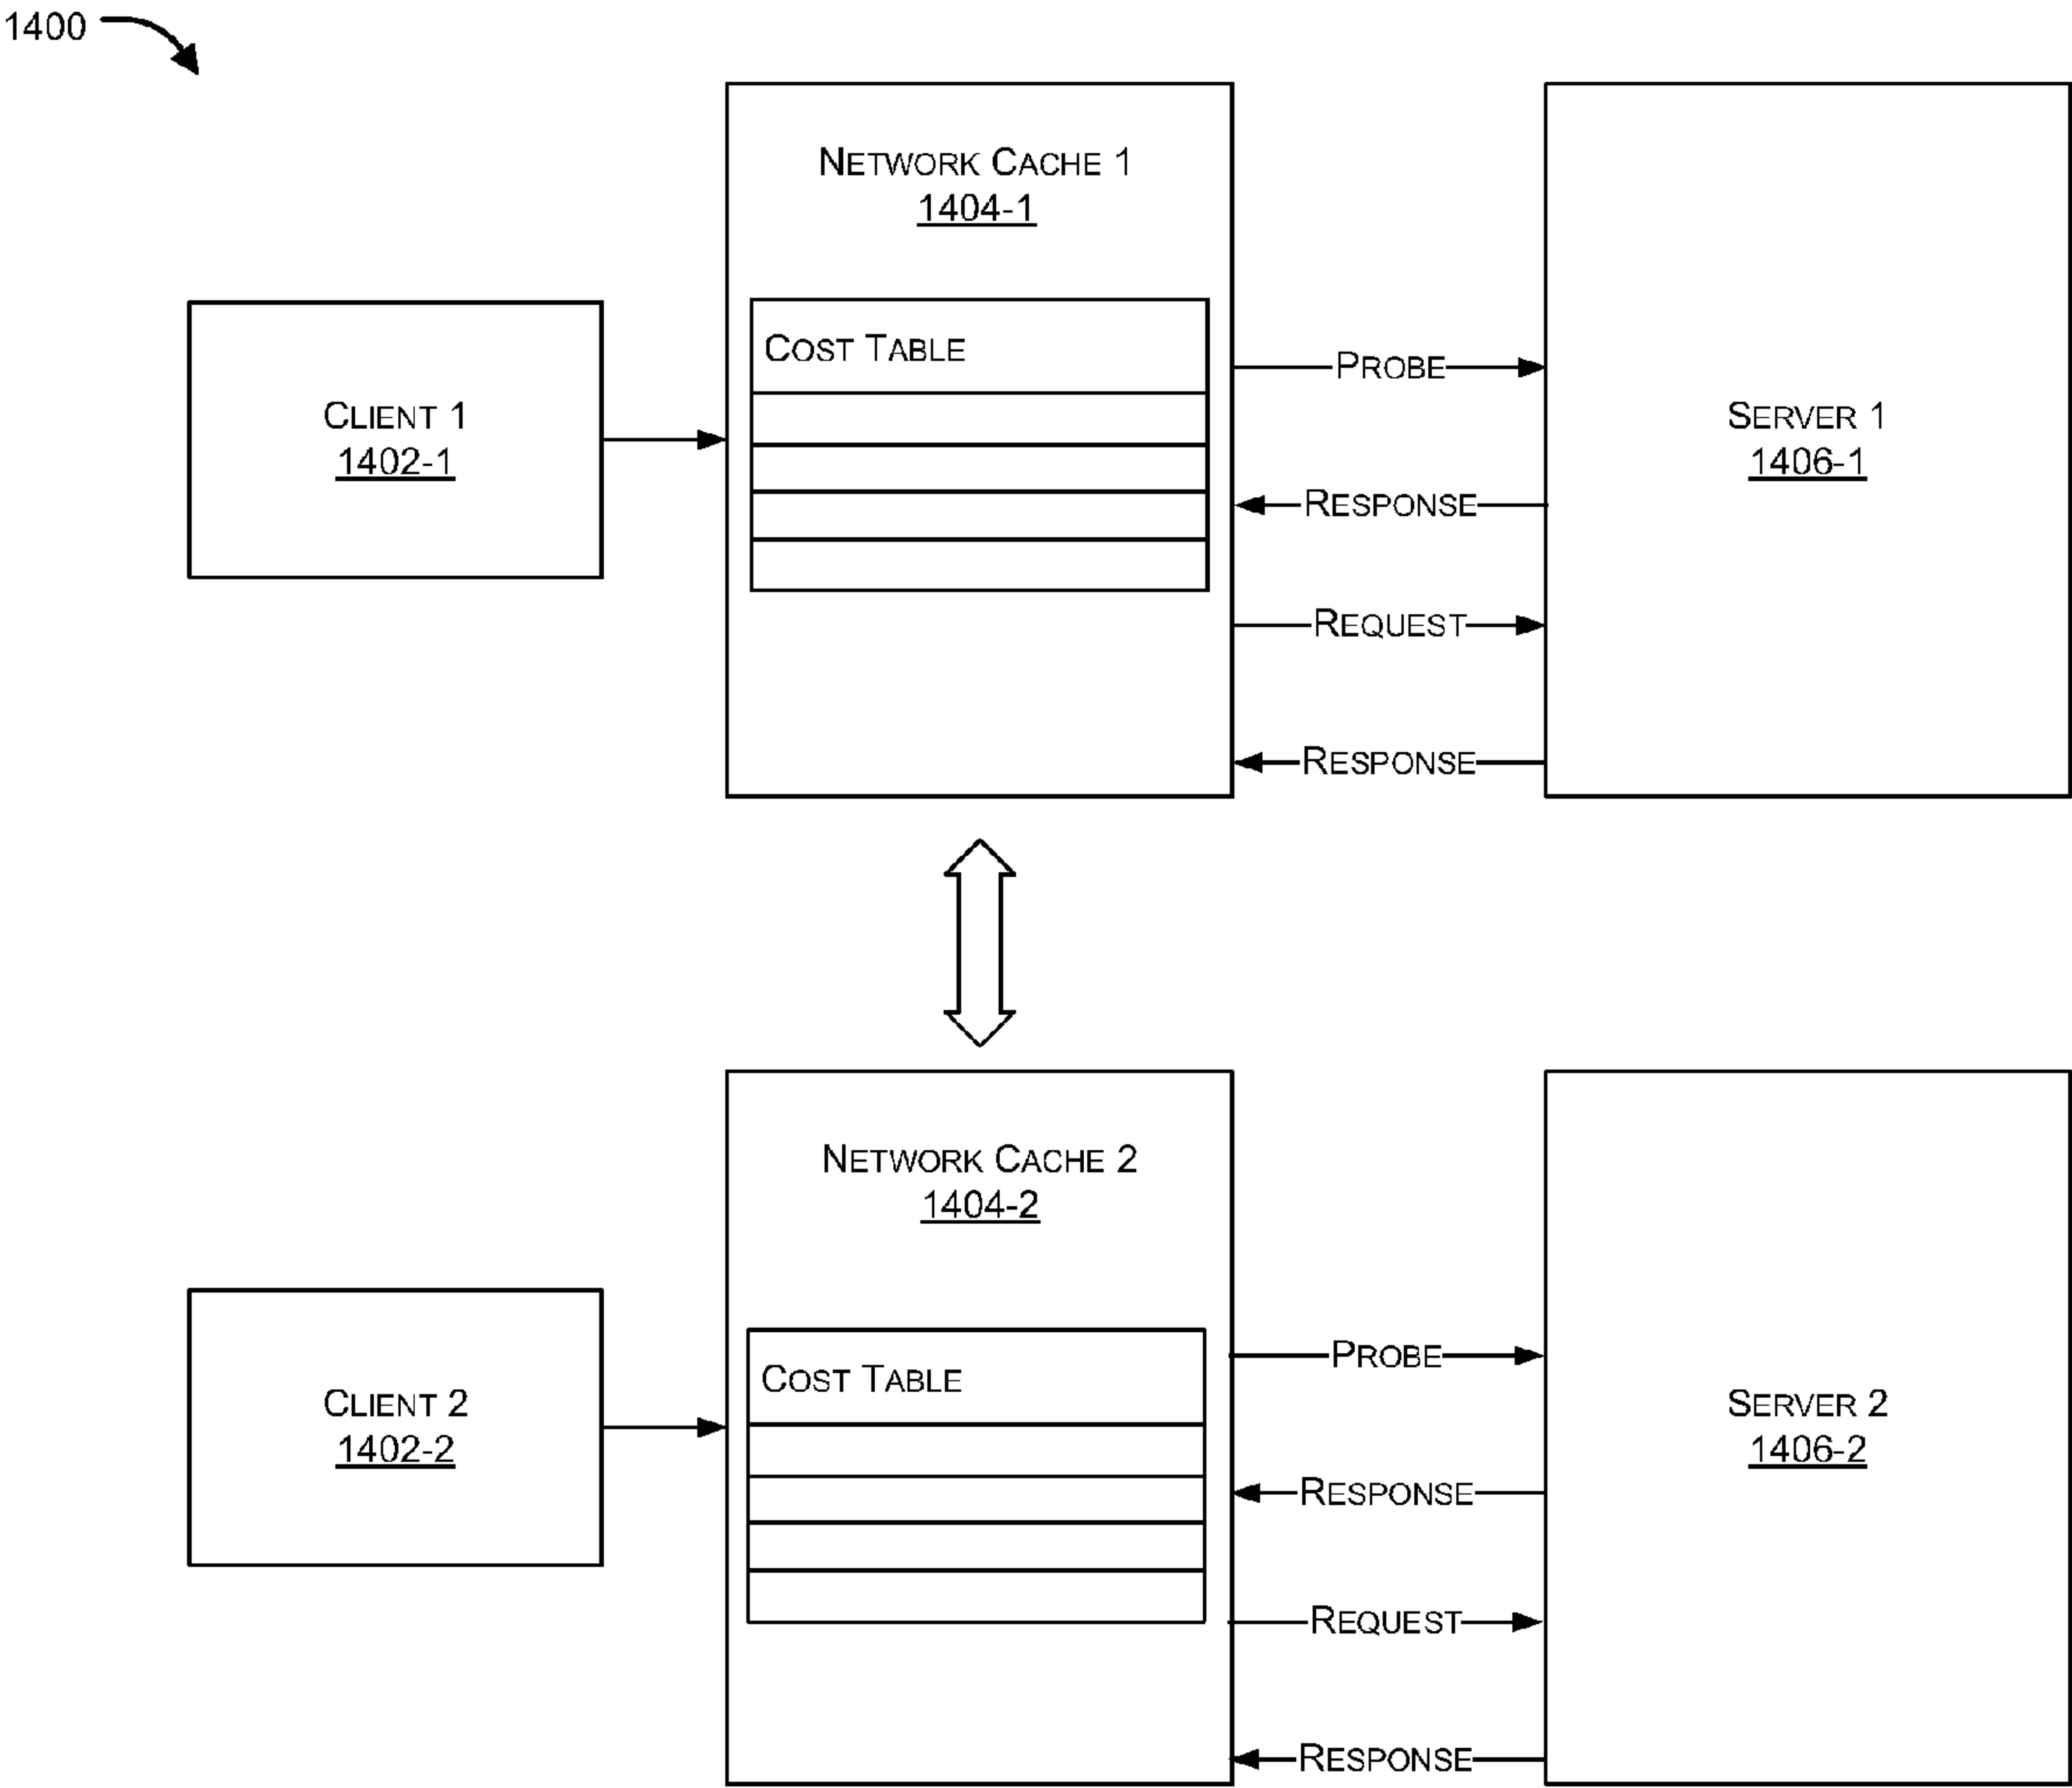 1400
NETWORK CACHE 1
1404-1
COST TABLE
CLIENT 1
1402-1
PROBE
RESPONSE
REQUEST
RESPONSE
SERVER 1
1406-1
NETWORK CACHE 2
1404-2
COST TABLE
CLIENT 2
1402-2
PROBE
RESPONSE
REQUEST
RESPONSE
SERVER 2
1406-2